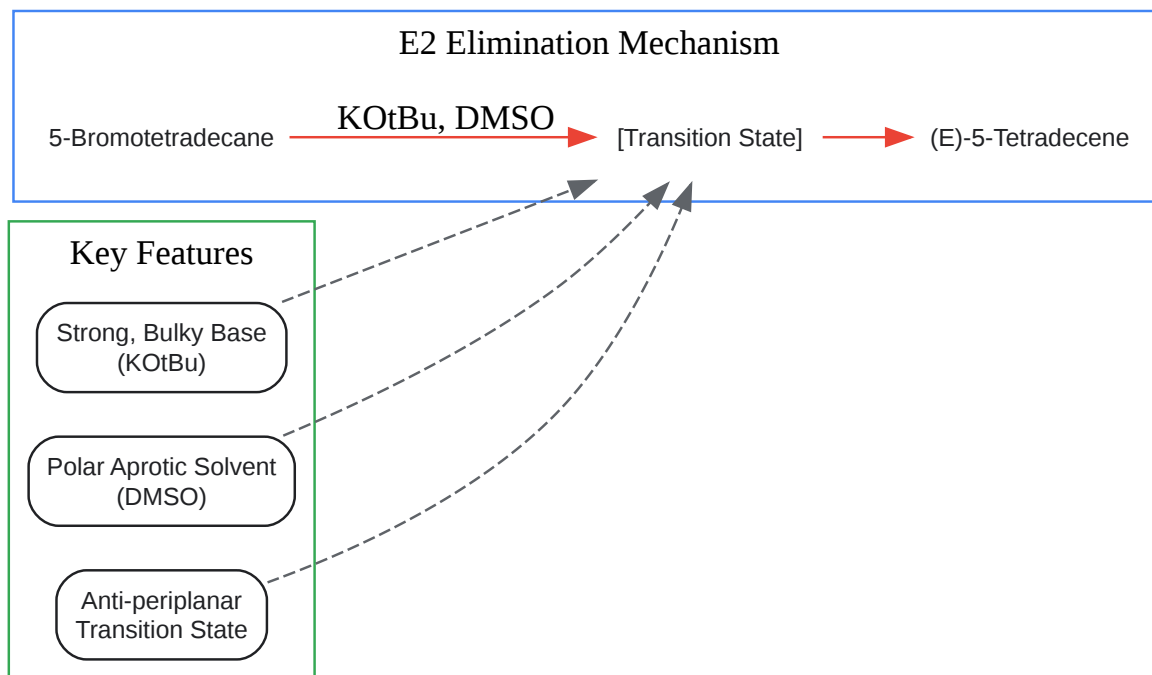 E2 Elimination Mechanism
KOtBu, DMSO
5-Bromotetradecane
[Transition State]
(E)-5-Tetradecene
Key Features
Strong, Bulky Base
(KOtBu)
Polar Aprotic Solvent
(DMSO)
Anti-periplanar
Transition State